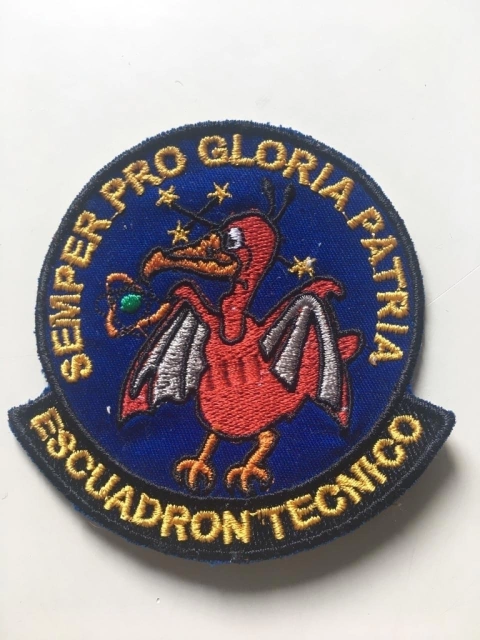 SEMPER PRO GLORIA PATRIA
ESCUADRON TECNICO